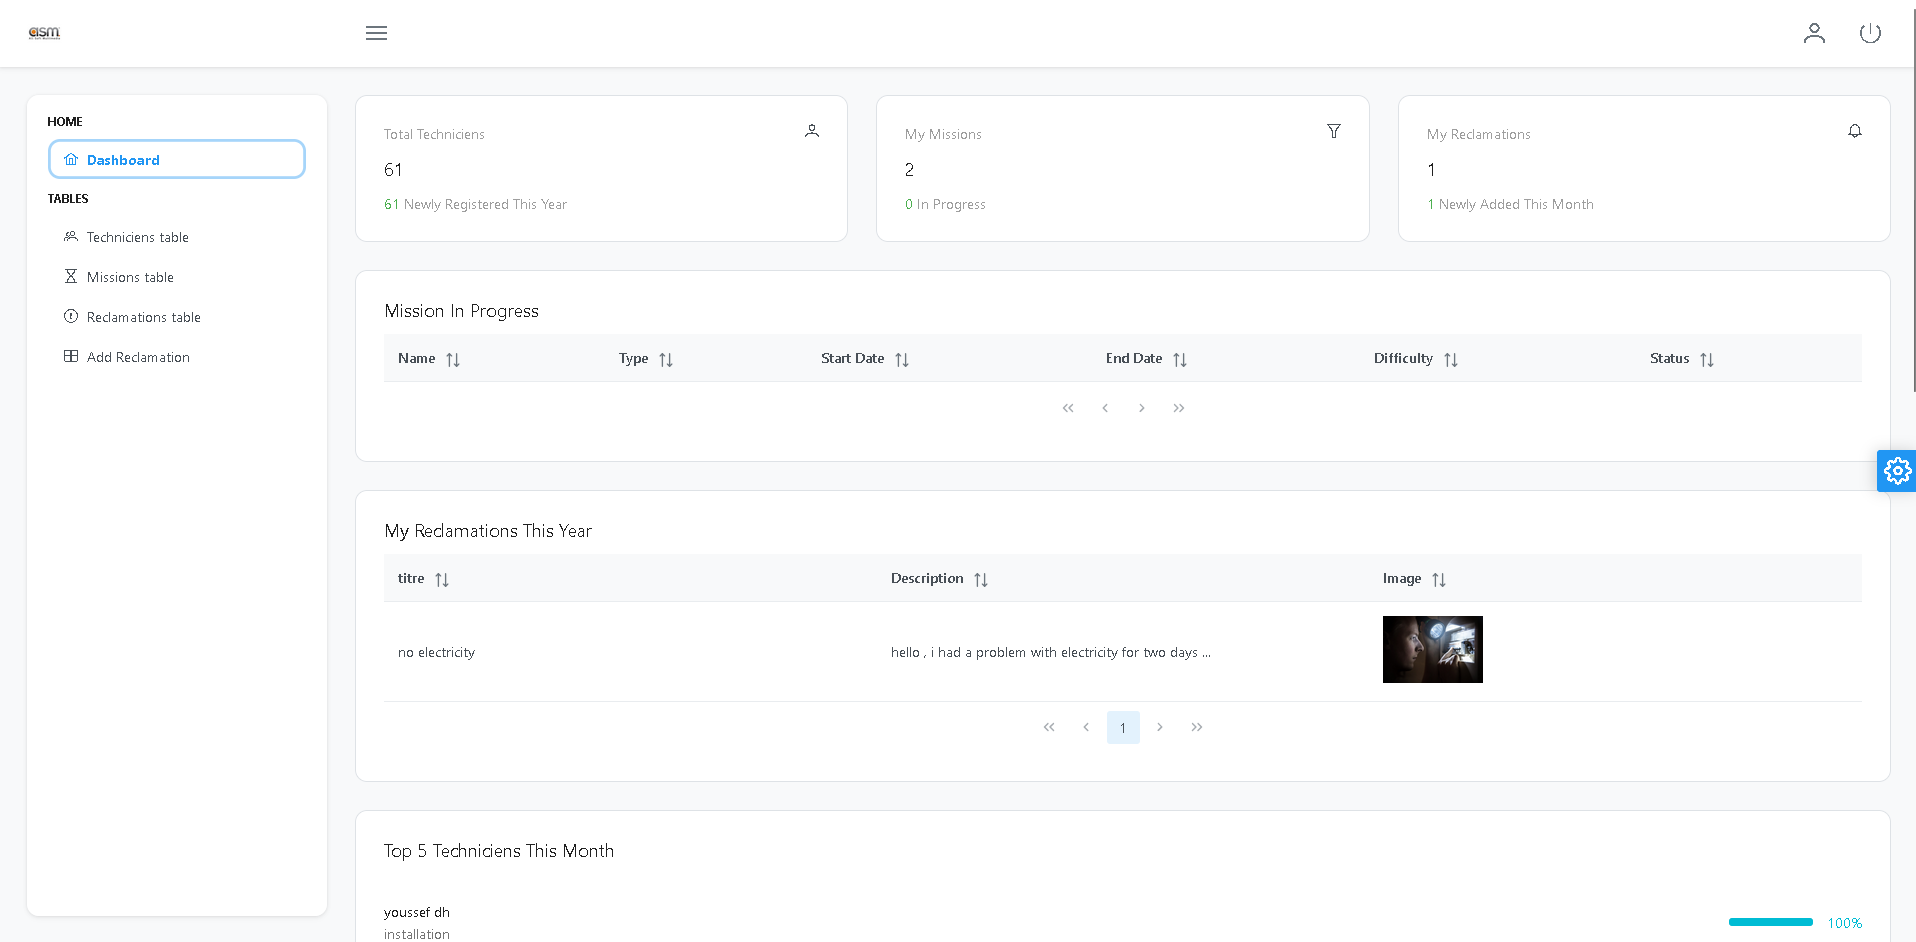 asm
HOME
Dashboard
TABLES
Techniciens table
Missions table
Reclamations table
Add Reclamation
Total Techniciens
61
61 Newly Registered This Year
My Missions
2
0 In Progress
My Reclamations
1
1 Newly Added This Month
Mission In Progress
Name Type Start Date End Date Difficulty Status
My Reclamations This Year
titre Description Image
no electricity hello , i had a problem with electricity for two days ...
1
Top 5 Techniciens This Month
youssef dh
installation
100%